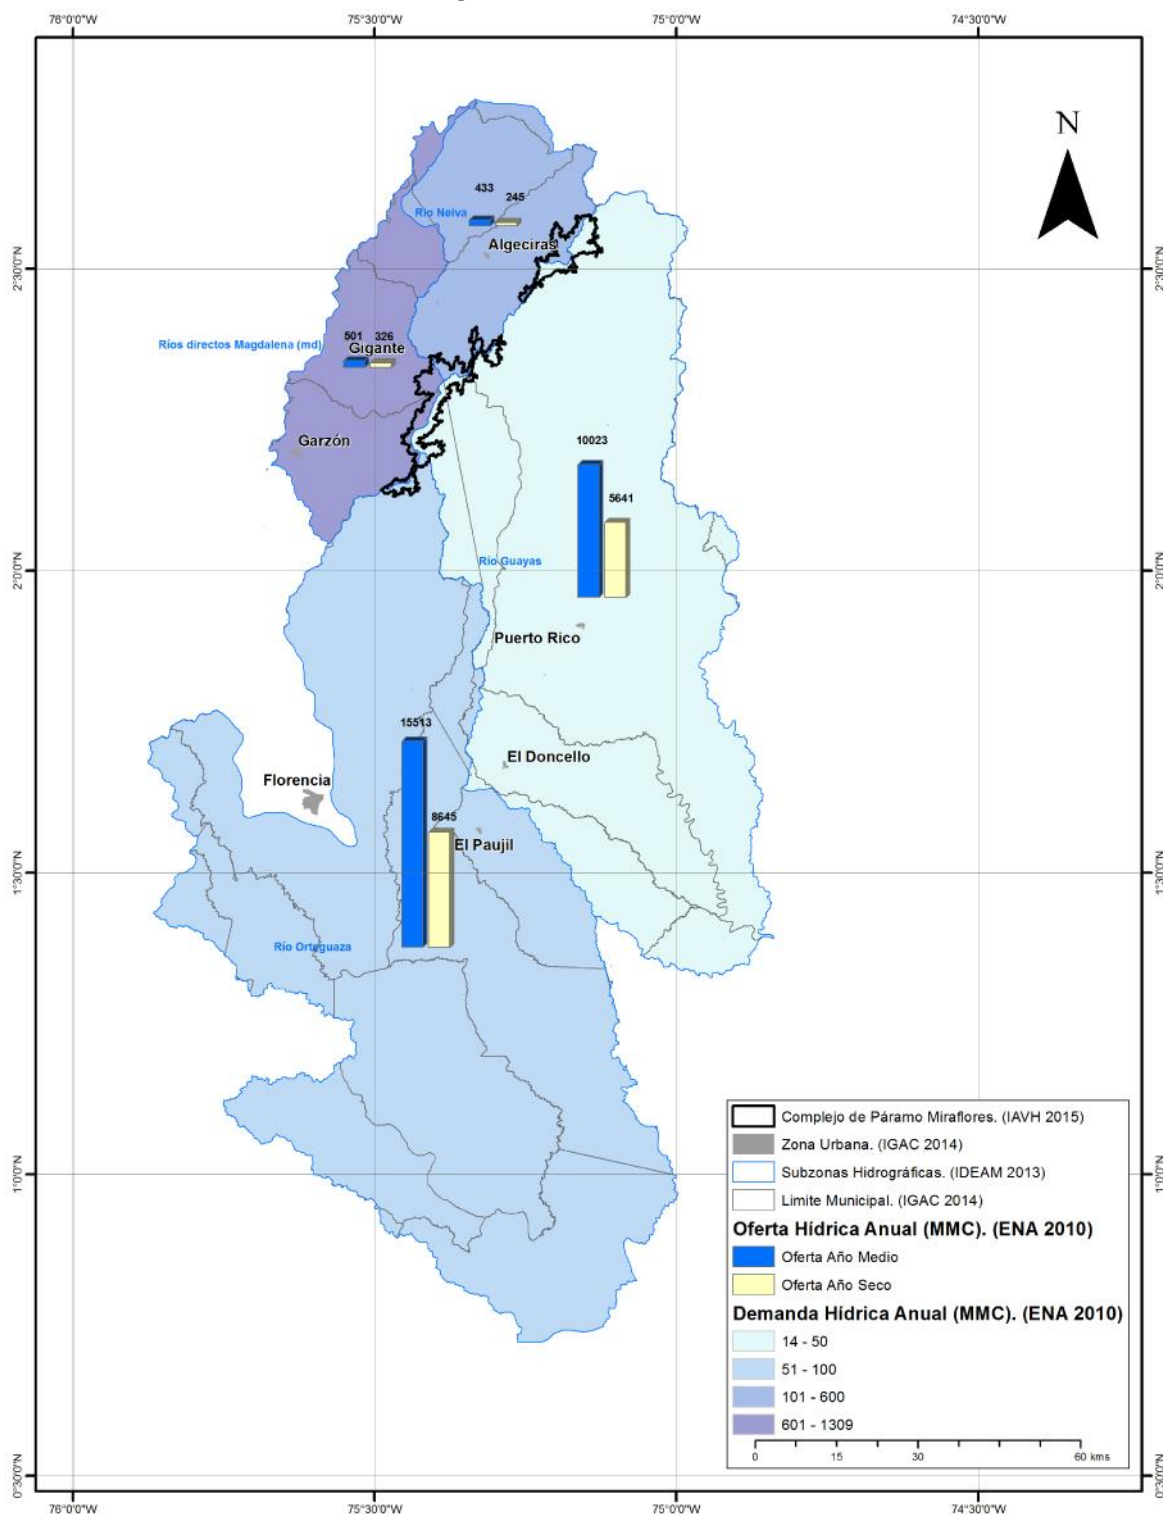 76°0'0"W
75°30'0"W
75°0'0"W
74°30'0"W
N
433
245
Río Neiva
Algeciras
2°30'0"N
2°30'0"N
501
326
Ríos directos Magdalena (md)
Gigante
Garzón
10023
5641
Río Guayas
2°0'0"N
2°0'0"N
Puerto Rico
15513
El Doncello
Florencia
8645
El Paujil
1°30'0"N
1°30'0"N
Río Orteguaza
Complejo de Páramo Miraflores. (IAVH 2015)
Zona Urbana. (IGAC 2014)
Subzonas Hidrográficas. (IDEAM 2013)
1°0'0"N
1°0'0"N
Limite Municipal. (IGAC 2014)
Oferta Hídrica Anual (MMC). (ENA 2010)
Oferta Año Medio
Oferta Año Seco
Demanda Hídrica Anual (MMC). (ENA 2010)
14 - 50
51 - 100
101 - 600
601 - 1309
0 15 30 60 kms
0°30'0"N
0°30'0"N
76°0'0"W
75°30'0"W
75°0'0"W
74°30'0"W